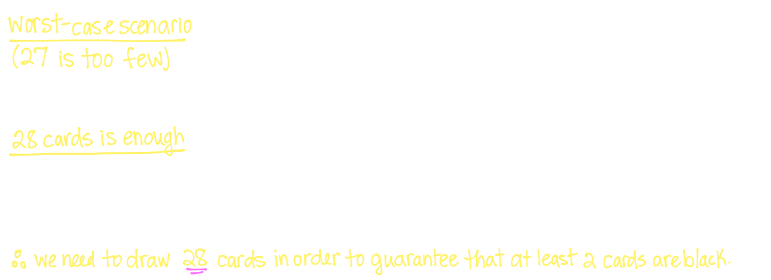 Worst-case scenario
(27 is too few)
28 cards is enough
∴ we need to draw 28 cards in order to guarantee that at least 2 cards are black.